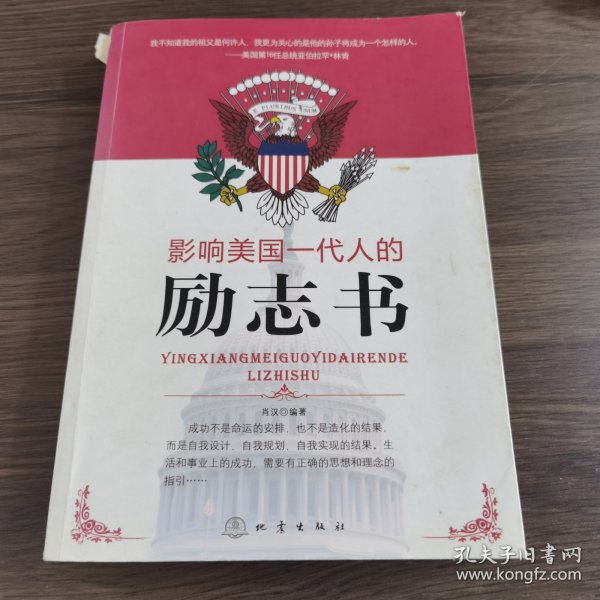 我不知道我的祖父是何许人，我更为关心的是他的孙子将成为一个怎样的人。
——美国第16任总统亚伯拉罕•林肯
E PLURIBUS UNUM
影响美国一代人的
励志书
YINGXIANGMEIGUOYIDAIRENDE
LIZHISHU
肖汉◎编著
成功不是命运的安排，也不是造化的结果，
而是自我设计、自我规划、自我实现的结果。生
活和事业上的成功，需要有正确的思想和理念的
指引……
地震出版社
孔夫子旧书网
www.kongfz.com